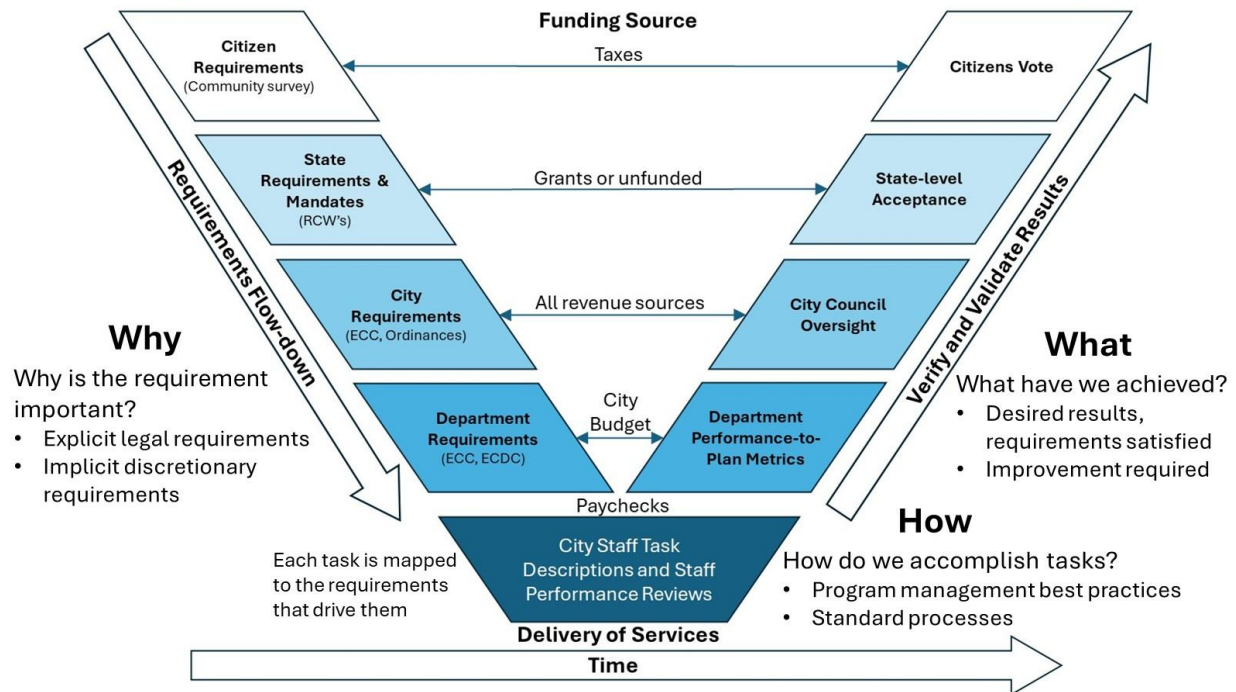 Funding Source
Citizen
Requirements
(Community survey)
Taxes
Citizens Vote
State
Requirements &
Mandates
(RCW's)
Grants or unfunded
State-level
Acceptance
Requirements Flow-down
Verify and Validate Results
City
Requirements
(ECC, Ordinances)
All revenue sources
City Council
Oversight
Why
Why is the requirement
important?
• Explicit legal requirements
• Implicit discretionary
requirements
What
What have we achieved?
• Desired results,
requirements satisfied
• Improvement required
Department
Requirements
(ECC, ECDC)
City
Budget
Department
Performance-to-
Plan Metrics
Paychecks
City Staff Task
Descriptions and Staff
Performance Reviews
Each task is mapped
to the requirements
that drive them
How
How do we accomplish tasks?
• Program management best practices
• Standard processes
Delivery of Services
Time